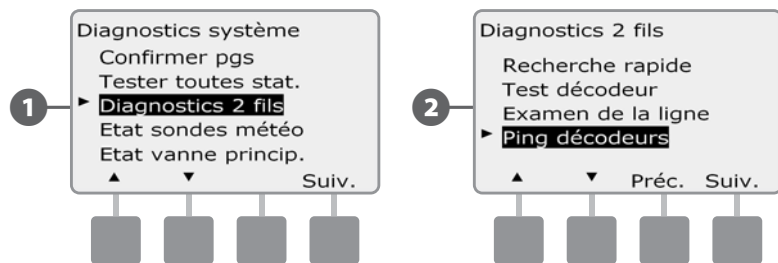 Diagnostics système
Confirmer pgs
Tester toutes stat.
1
► Diagnostics 2 fils
Etat sondes météo
Etat vanne princip.
▲ ▼ Suiv.
Diagnostics 2 fils
Recherche rapide
Test décodeur
2
Examen de la ligne
► Ping décodeurs
▲ ▼ Préc. Suiv.